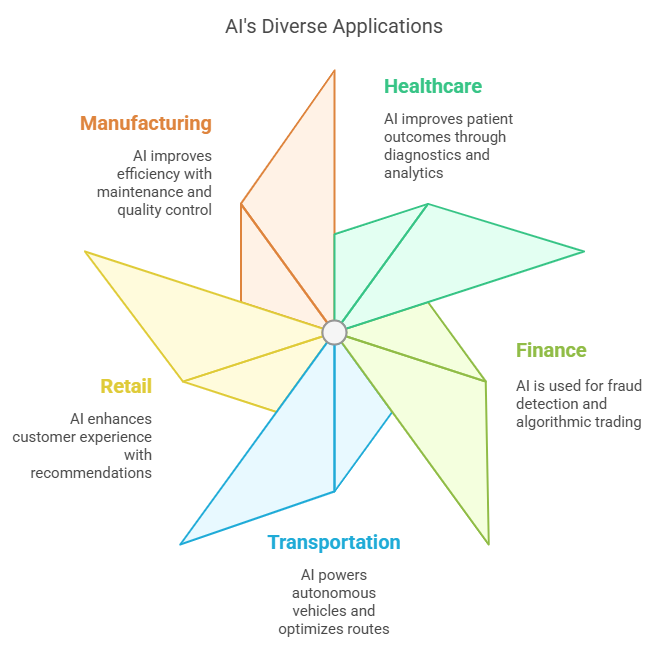 AI's Diverse Applications
Healthcare
AI improves patient
outcomes through
diagnostics and
analytics
Manufacturing
AI improves
efficiency with
maintenance and
quality control
Finance
AI is used for fraud
detection and
algorithmic trading
Retail
AI enhances
customer experience
with
recommendations
Transportation
AI powers
autonomous
vehicles and
optimizes routes